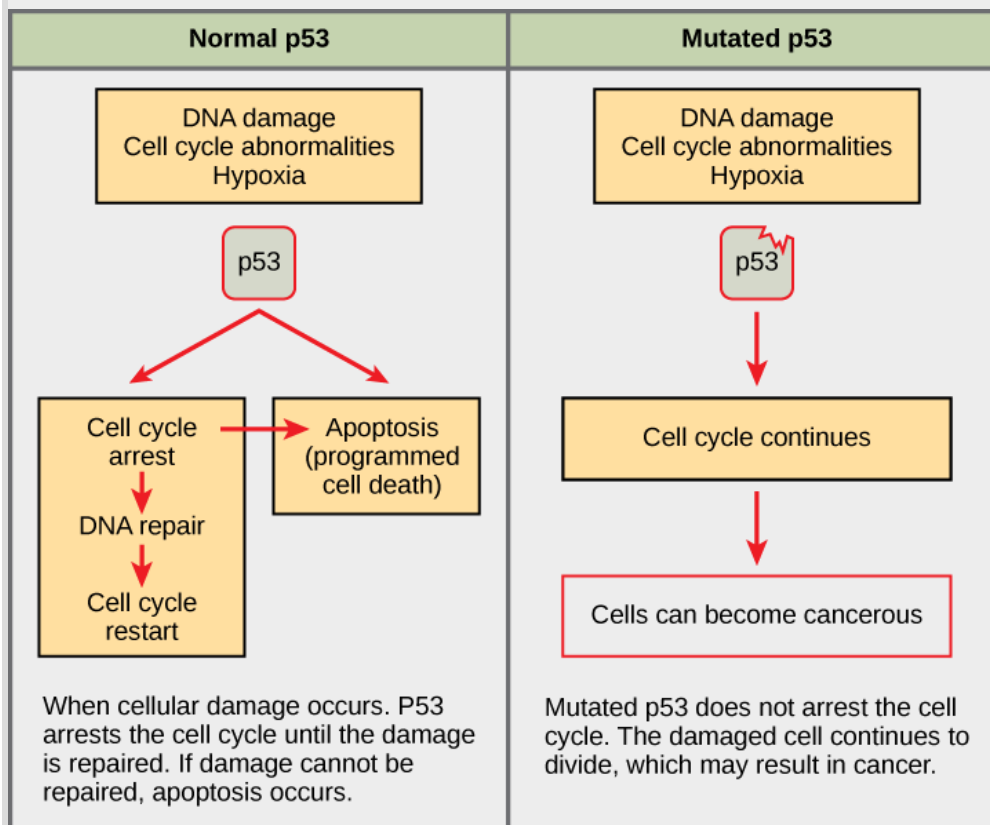 Normal p53
DNA damage
Cell cycle abnormalities
Hypoxia
p53
Cell cycle
arrest
DNA repair
Cell cycle
restart
Apoptosis
(programmed
cell death)
When cellular damage occurs. P53
arrests the cell cycle until the damage
is repaired. If damage cannot be
repaired, apoptosis occurs.
Mutated p53
DNA damage
Cell cycle abnormalities
Hypoxia
p53
Cell cycle continues
Cells can become cancerous
Mutated p53 does not arrest the cell
cycle. The damaged cell continues to
divide, which may result in cancer.